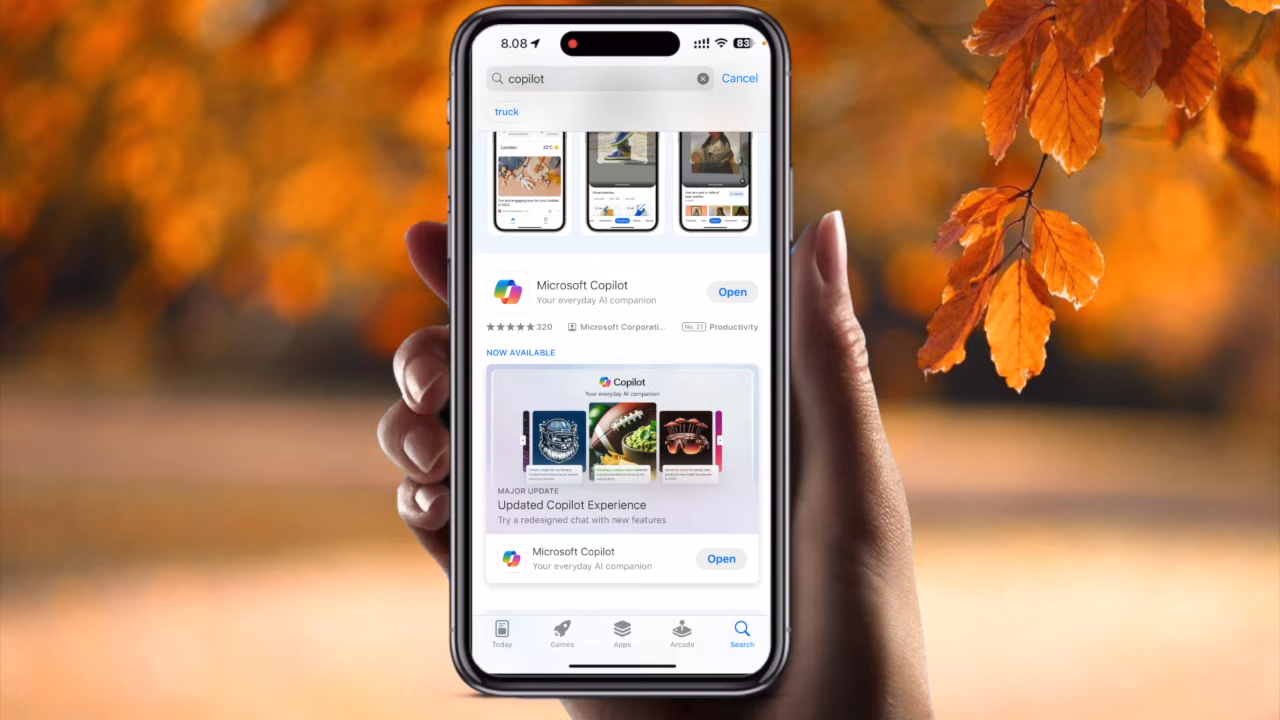 8.08
83
copilot
Cancel
truck
London
22°C
Microsoft Copilot
Your everyday AI companion
Open
320
Microsoft Corporati...
No. 21
Productivity
NOW AVAILABLE
Copilot
Your everyday AI companion
MAJOR UPDATE
Updated Copilot Experience
Try a redesigned chat with new features
Microsoft Copilot
Your everyday AI companion
Open
Today
Games
Apps
Arcade
Search